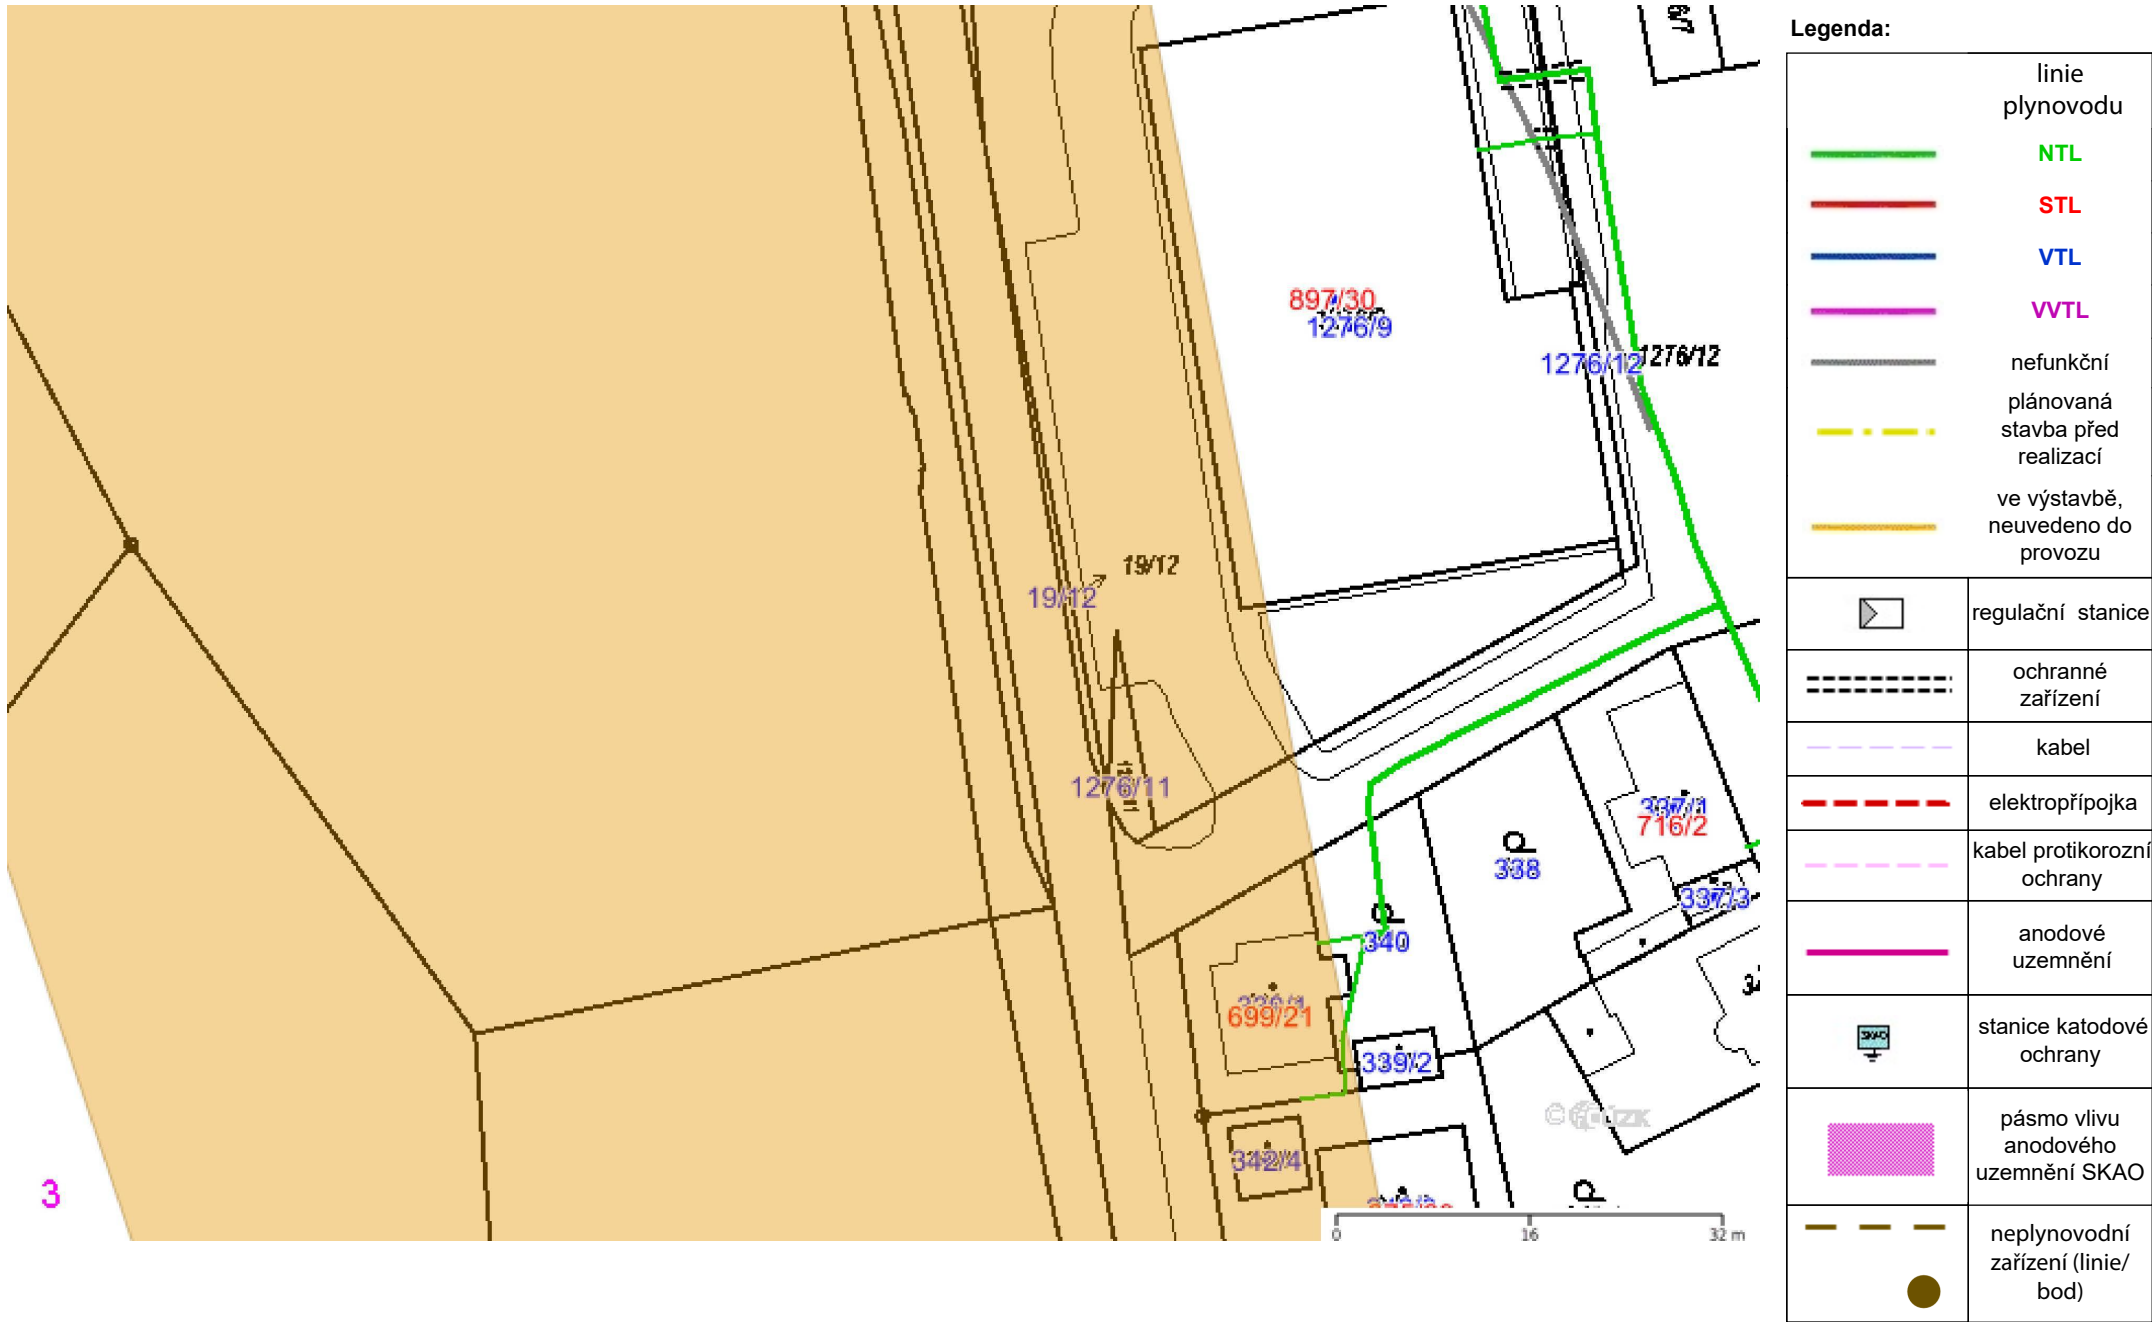 897/30
1276/9
1276/12
1276/12
19/12
19/12
1276/11
337/1
716/2
338
337/3
340
699/21
339/2
342/4
3
0 16 32 m
Legenda:
linie
plynovodu
NTL
STL
VTL
VVTL
nefunkční
plánovaná
stavba před
realizací
ve výstavbě,
neuvedeno do
provozu
regulační stanice
ochranné
zařízení
kabel
elektropřípojka
kabel protikorozní
ochrany
anodové
uzemnění
SKAO
stanice katodové
ochrany
pásmo vlivu
anodového
uzemnění SKAO
neplynovodní
zařízení (linie/
bod)